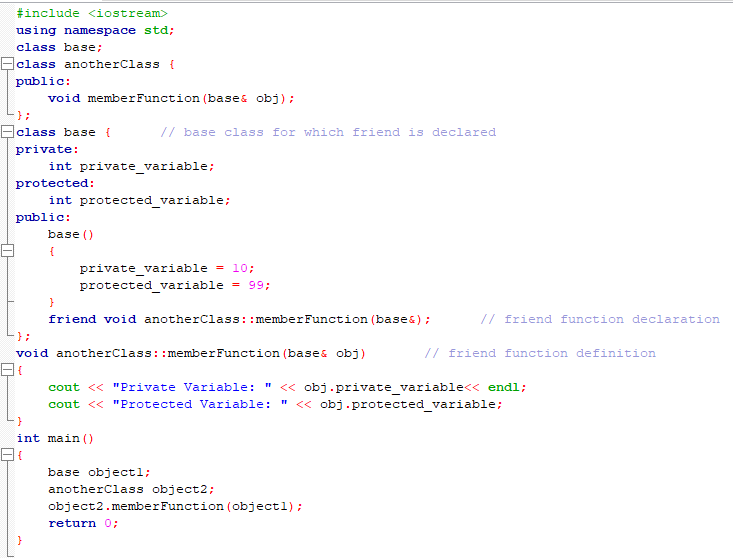 #include <iostream>
using namespace std;
class base;
class anotherClass {
public:
    void memberFunction(base& obj);
};
class base {      // base class for which friend is declared
private:
    int private_variable;
protected:
    int protected_variable;
public:
    base()
    {
        private_variable = 10;
        protected_variable = 99;
    }
    friend void anotherClass::memberFunction(base&);      // friend function declaration
};
void anotherClass::memberFunction(base& obj)       // friend function definition
{
    cout << "Private Variable: " << obj.private_variable<< endl;
    cout << "Protected Variable: " << obj.protected_variable;
}
int main()
{
    base object1;
    anotherClass object2;
    object2.memberFunction(object1);
    return 0;
}